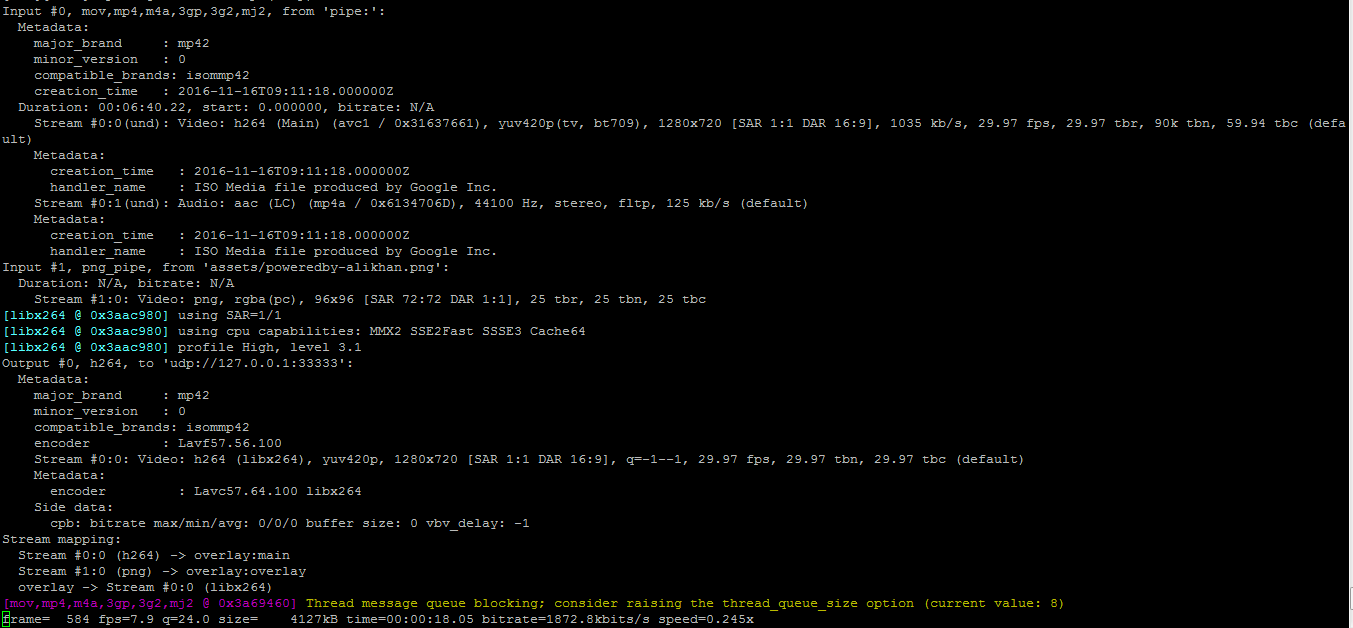 Input #0, mov,mp4,m4a,3gp,3g2,mj2, from 'pipe:':
Metadata:
major_brand : mp42
minor_version : 0
compatible_brands: isommp42
creation_time : 2016-11-16T09:11:18.000000Z
Duration: 00:06:40.22, start: 0.000000, bitrate: N/A
Stream #0:0(und): Video: h264 (Main) (avc1 / 0x31637661), yuv420p(tv, bt709), 1280x720 [SAR 1:1 DAR 16:9], 1035 kb/s, 29.97 fps, 29.97 tbr, 90k tbn, 59.94 tbc (defa
ult)
Metadata:
creation_time : 2016-11-16T09:11:18.000000Z
handler_name : ISO Media file produced by Google Inc.
Stream #0:1(und): Audio: aac (LC) (mp4a / 0x6134706D), 44100 Hz, stereo, fltp, 125 kb/s (default)
Metadata:
creation_time : 2016-11-16T09:11:18.000000Z
handler_name : ISO Media file produced by Google Inc.
Input #1, png_pipe, from 'assets/poweredby-alikhan.png':
Duration: N/A, bitrate: N/A
Stream #1:0: Video: png, rgba(pc), 96x96 [SAR 72:72 DAR 1:1], 25 tbr, 25 tbn, 25 tbc
[libx264 @ 0x3aac980] using SAR=1/1
[libx264 @ 0x3aac980] using cpu capabilities: MMX2 SSE2Fast SSSE3 Cache64
[libx264 @ 0x3aac980] profile High, level 3.1
Output #0, h264, to 'udp://127.0.0.1:33333':
Metadata:
major_brand : mp42
minor_version : 0
compatible_brands: isommp42
encoder : Lavf57.56.100
Stream #0:0: Video: h264 (libx264), yuv420p, 1280x720 [SAR 1:1 DAR 16:9], q=-1--1, 29.97 fps, 29.97 tbn, 29.97 tbc (default)
Metadata:
encoder : Lavc57.64.100 libx264
Side data:
cpb: bitrate max/min/avg: 0/0/0 buffer size: 0 vbv_delay: -1
Stream mapping:
Stream #0:0 (h264) -> overlay:main
Stream #1:0 (png) -> overlay:overlay
overlay -> Stream #0:0 (libx264)
[mov,mp4,m4a,3gp,3g2,mj2 @ 0x3a69460] Thread message queue blocking; consider raising the thread_queue_size option (current value: 8)
frame= 584 fps=7.9 q=24.0 size= 4127kB time=00:00:18.05 bitrate=1872.8kbits/s speed=0.245x